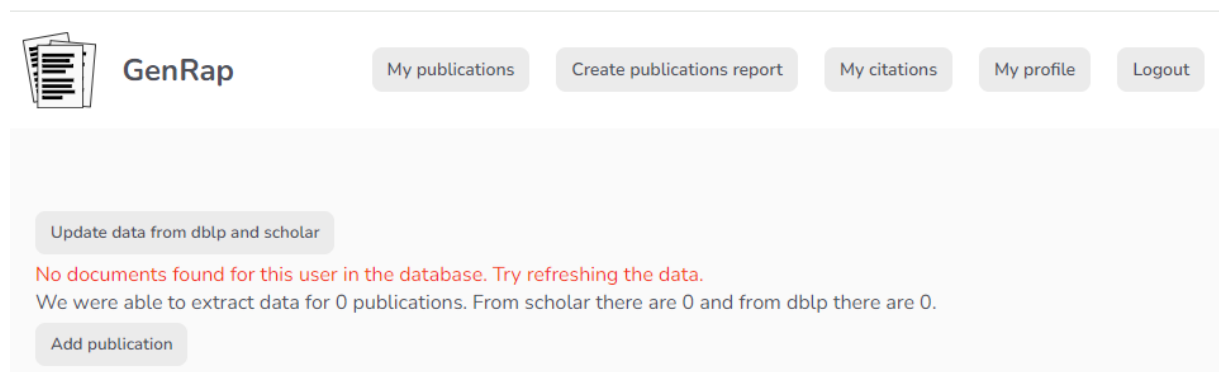 GenRap My publications Create publications report My citations My profile Logout
Update data from dblp and scholar
No documents found for this user in the database. Try refreshing the data.
We were able to extract data for 0 publications. From scholar there are 0 and from dblp there are 0.
Add publication